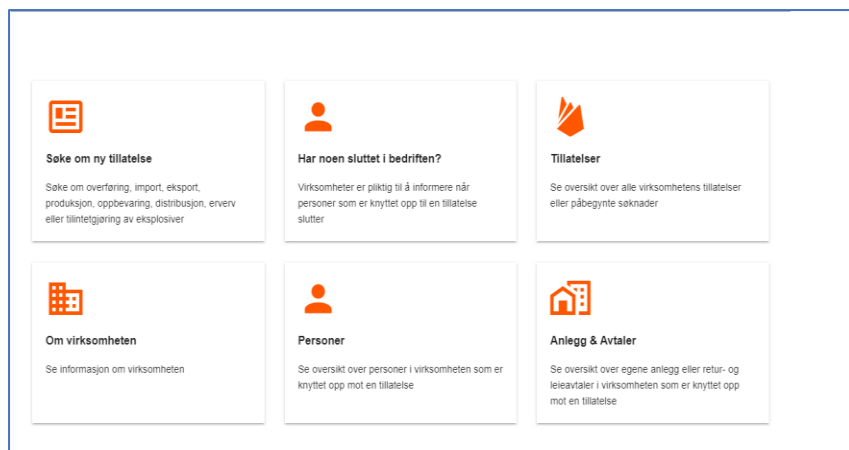 Søke om ny tillatelse
Søke om overføring, import, eksport,
produksjon, oppbevaring, distribusjon, erverv
eller tilintetgjøring av eksplosiver
Har noen sluttet i bedriften?
Virksomheter er pliktig til å informere når
personer som er knyttet opp til en tillatelse
slutter
Tillatelser
Se oversikt over alle virksomhetens tillatelser
eller påbegynte søknader
Om virksomheten
Se informasjon om virksomheten
Personer
Se oversikt over personer i virksomheten som er
knyttet opp mot en tillatelse
Anlegg & Avtaler
Se oversikt over egne anlegg eller retur- og
leieavtaler i virksomheten som er knyttet opp
mot en tillatelse